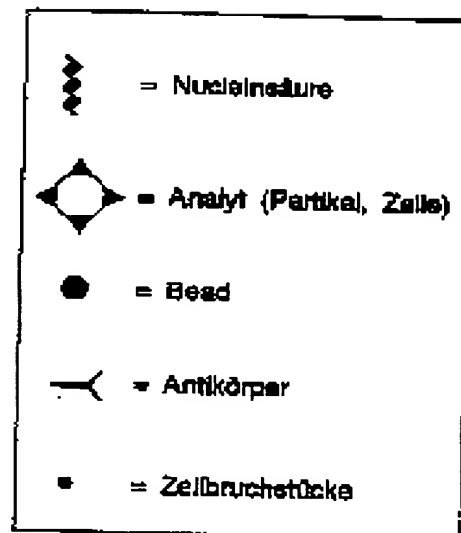 = Nucleinsäure
= Analyt (Partikel, Zelle)
= Bead
= Antikörper
= Zellbruchstücke